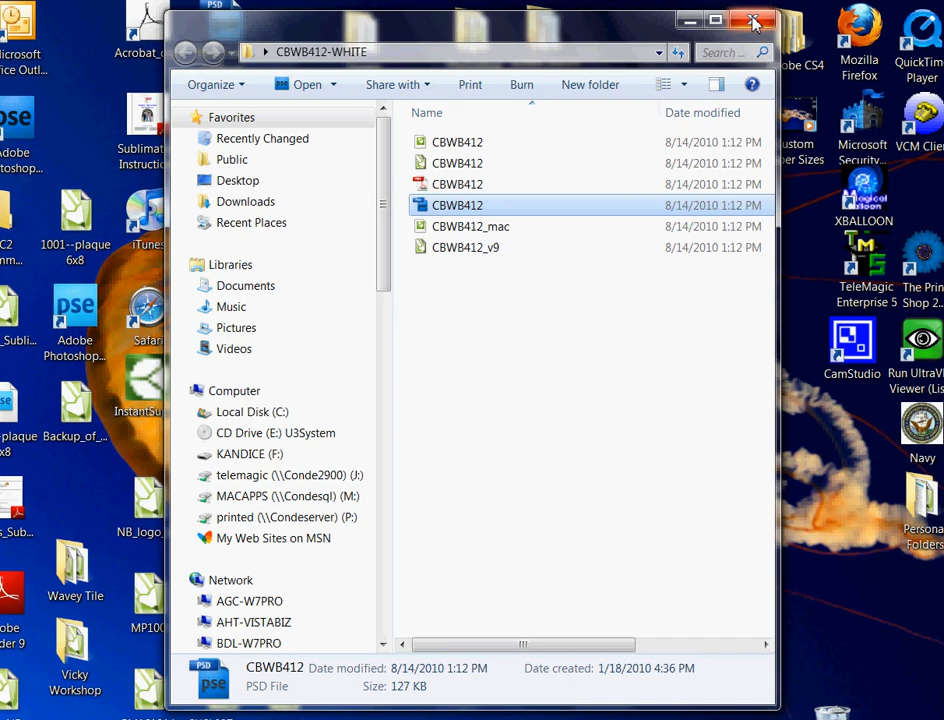 PSD
CBWB412-WHITE
Search ...
Organize
pse Open
Share with
Print
Burn
New folder
Name
Date modified
Favorites
Recently Changed
Public
Desktop
Downloads
Recent Places
Libraries
Documents
Music
Pictures
Videos
Computer
Local Disk (C:)
CD Drive (E:) U3System
KANDICE (F:)
telemagic (\\Conde2900) (J:)
MACAPPS (\\Condesql) (M:)
printed (\\Condeserver) (P:)
My Web Sites on MSN
Network
AGC-W7PRO
AHT-VISTABIZ
BDL-W7PRO
CBWB412 8/14/2010 1:12 PM
CBWB412 8/14/2010 1:12 PM
CBWB412 8/14/2010 1:12 PM
CBWB412 8/14/2010 1:12 PM
CBWB412_mac 8/14/2010 1:12 PM
CBWB412_v9 8/14/2010 1:12 PM
PSD
pse
CBWB412 Date modified: 8/14/2010 1:12 PM Date created: 1/18/2010 4:36 PM
PSD File Size: 127 KB
Acrobat_
pse
Photoshop...
Sublimat
Instructio
1001--plaque
6x8
iTunes
pse
Adobe
Photoshop...
Safari
InstantSu
Backup_of_...
NB_logo_
Wavey Tile
MP100
Vicky
Workshop
CS4
Mozilla
Firefox
QuickTime
Player
Microsoft
Security...
VCM Clie
XBALLOON
TeleMagic
Enterprise 5
The Prin
Shop 2...
CamStudio
Run UltraV
Viewer (Lis
Navy
Persona
Folders